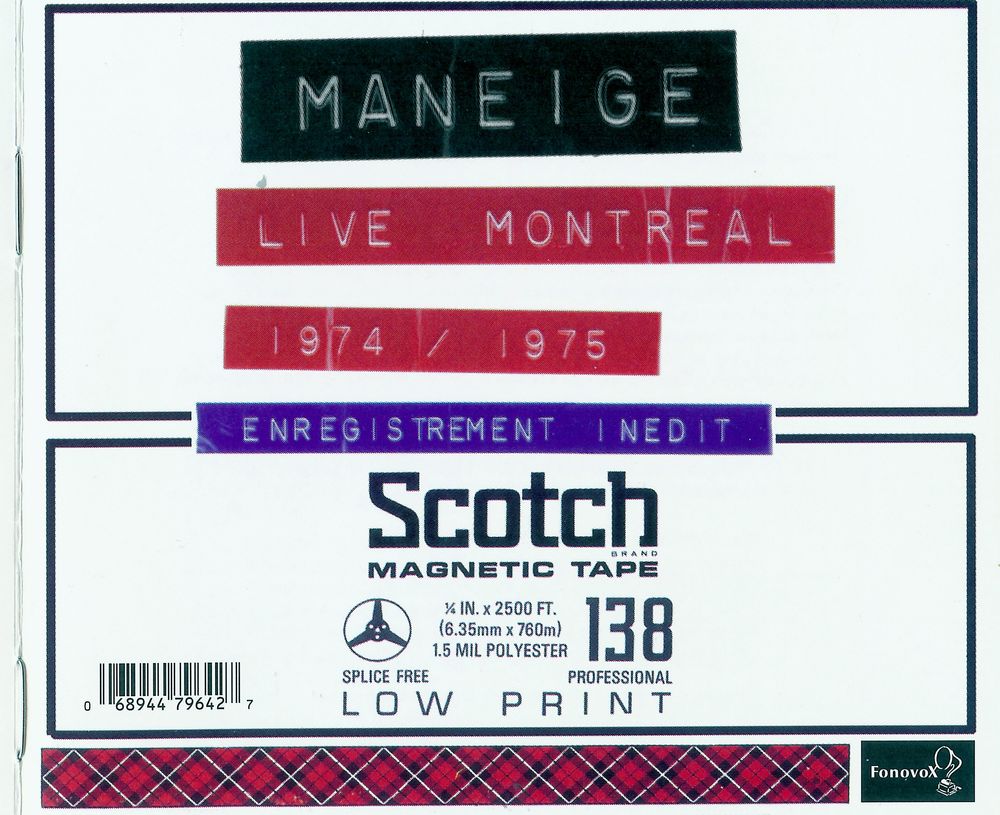 MANEIGE
LIVE MONTREAL
1974 / 1975
ENREGISTREMENT INEDIT
Scotch
BRAND
MAGNETIC TAPE
¼ IN. x 2500 FT.
(6.35mm x 760m)
1.5 MIL POLYESTER
138
SPLICE FREE
PROFESSIONAL
LOW PRINT
0 68944 79642 7
FonovoX